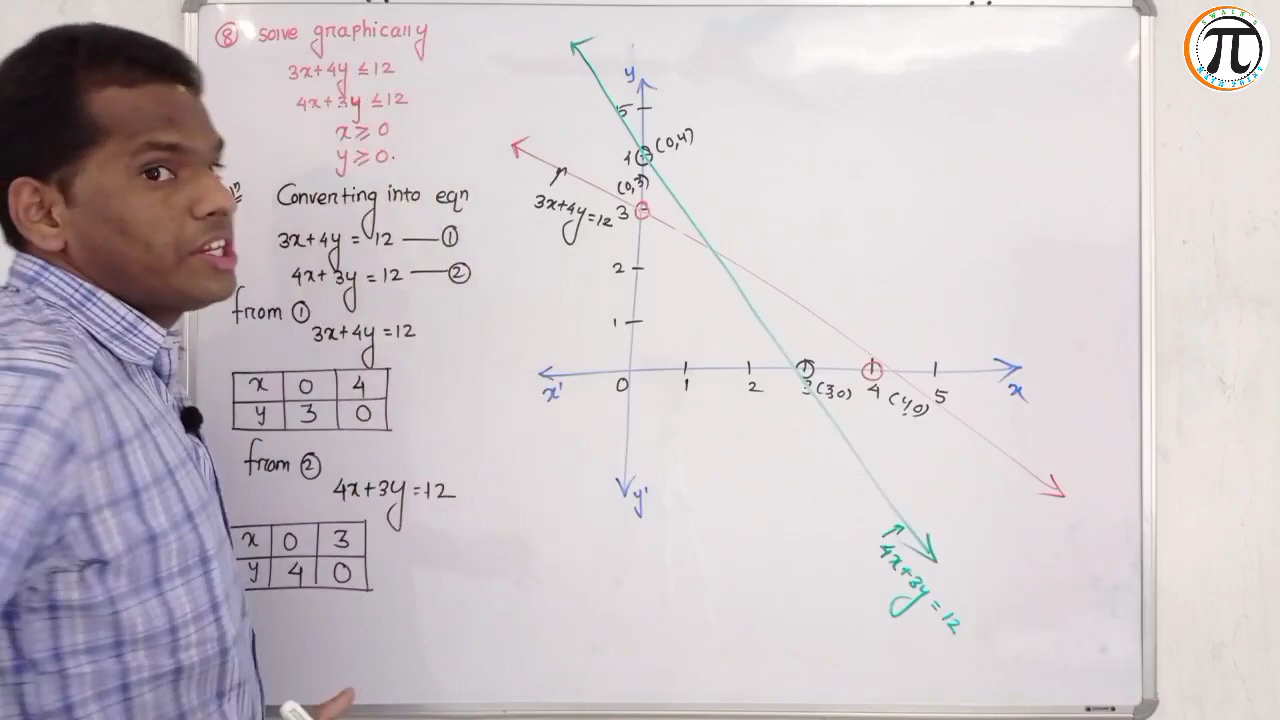 ⑧ solve graphically
3x+4y ≤ 12
4x+3y ≤ 12
x ≥ 0
y ≥ 0.
Converting into eqn
3x+4y = 12 — ①
4x+3y = 12 — ②
from ①
3x+4y = 12
x 0 4
y 3 0
from ②
4x+3y = 12
x 0 3
y 4 0
y
5
4 (0,4)
(0,3)
3
3x+4y=12
2
1
x' 0 1 2 3 (3,0) 4 (4,0) 5 x
y'
4x+3y = 12
SWAIN'S
π
MATH POINT